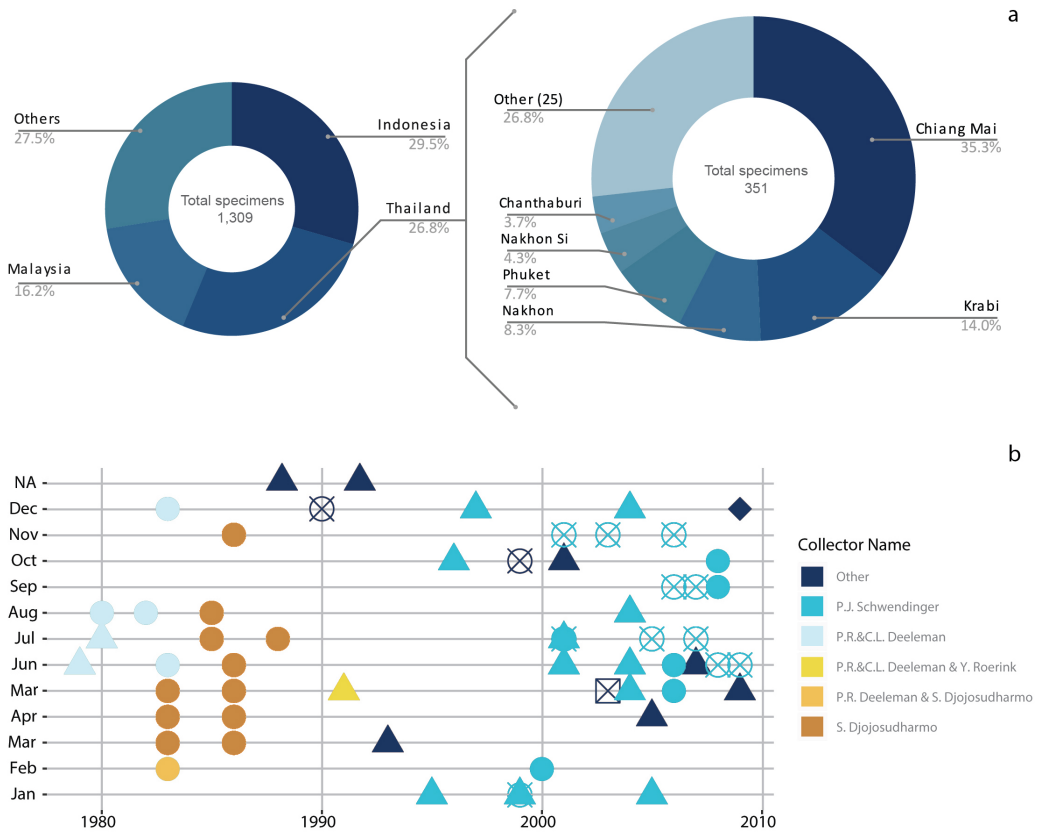 a
Others
27.5%
Indonesia
29.5%
Total specimens
1,309
Thailand
26.8%
Malaysia
16.2%
Other (25)
26.8%
Chiang Mai
35.3%
Total specimens
351
Chanthaburi
3.7%
Nakhon Si
4.3%
Phuket
7.7%
Nakhon
8.3%
Krabi
14.0%
b
NA
Dec
Nov
Oct
Sep
Aug
Jul
Jun
Mar
Apr
Mar
Feb
Jan
1980
1990
2000
2010
Collector Name
Other
P.J. Schwendinger
P.R.&C.L. Deeleman
P.R.&C.L. Deeleman & Y. Roerink
P.R. Deeleman & S. Djojosudharmo
S. Djojosudharmo